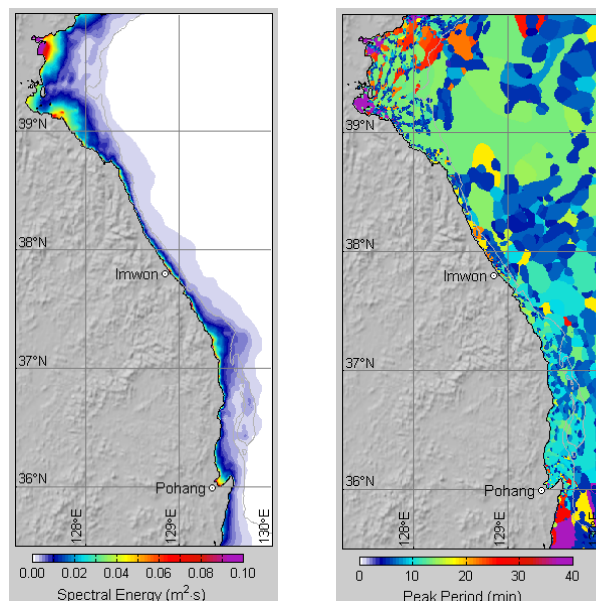 39°N
38°N
Imwon
37°N
36°N
Pohang
128°E
129°E
130°E
0.00 0.02 0.04 0.06 0.08 0.10
Spectral Energy (m²·s)
39°N
38°N
Imwon
37°N
36°N
Pohang
128°E
129°E
0 10 20 30 40
Peak Period (min)